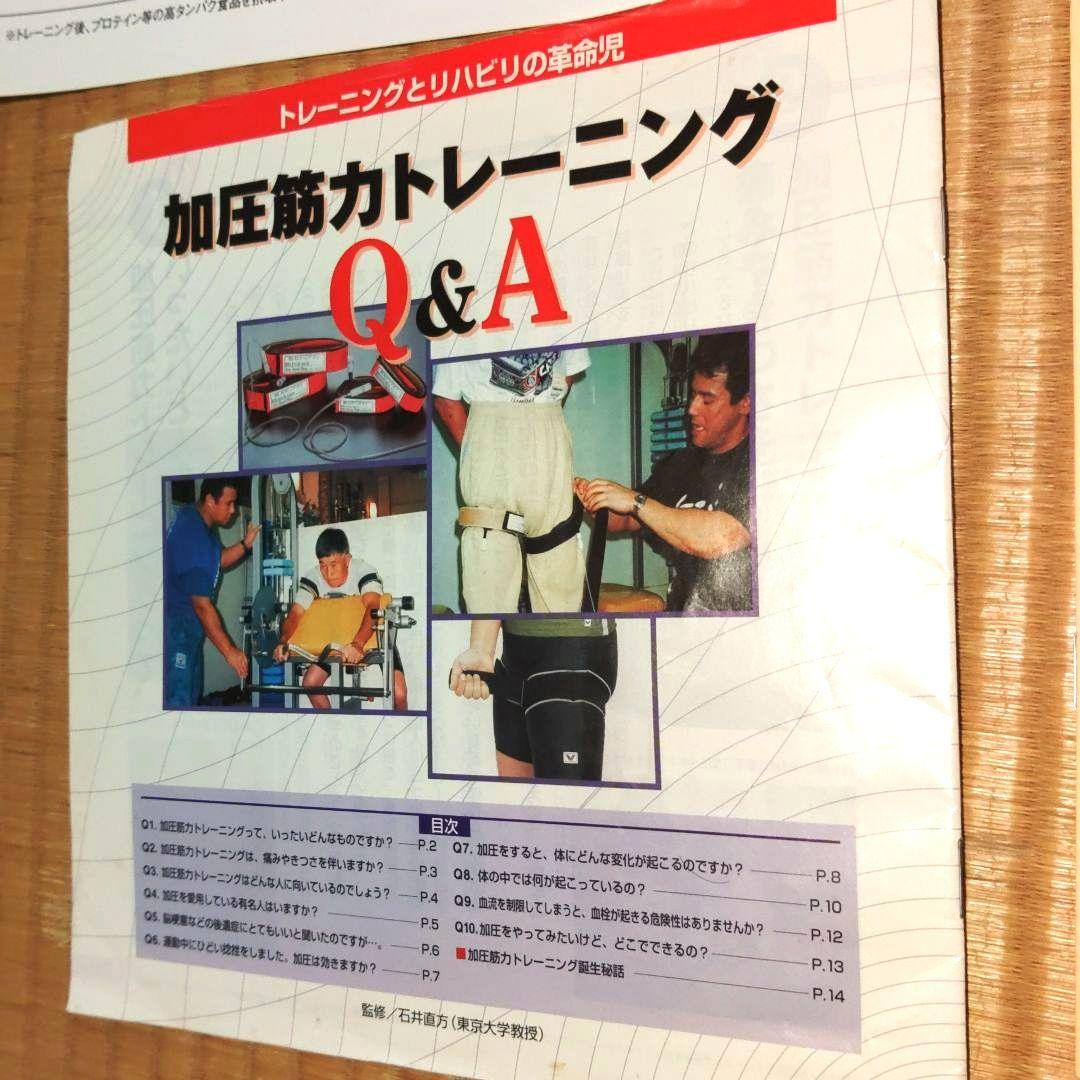 ※トレーニング後、プロテイン等の高タンパク食品を摂取
トレーニングとリハビリの革命児
加圧筋力トレーニング
Q&A
目次
Q1. 加圧筋力トレーニングって、いったいどんなものですか？ P.2
Q2. 加圧筋力トレーニングは、痛みやきつさを伴いますか？ P.3
Q3. 加圧筋力トレーニングはどんな人に向いているのでしょう？ P.4
Q4. 加圧を愛用している有名人はいますか？ P.5
Q5. 脳梗塞などの後遺症にとてもいいと聞いたのですが…。 P.6
Q6. 運動中にひどい捻挫をしました。加圧は効きますか？ P.7
Q7. 加圧をすると、体にどんな変化が起こるのですか？ P.8
Q8. 体の中では何が起こっているの？ P.10
Q9. 血流を制限してしまうと、血栓が起きる危険性はありませんか？ P.12
Q10.加圧をやってみたいけど、どこでできるの？ P.13
■加圧筋力トレーニング誕生秘話 P.14
監修／石井直方（東京大学教授）